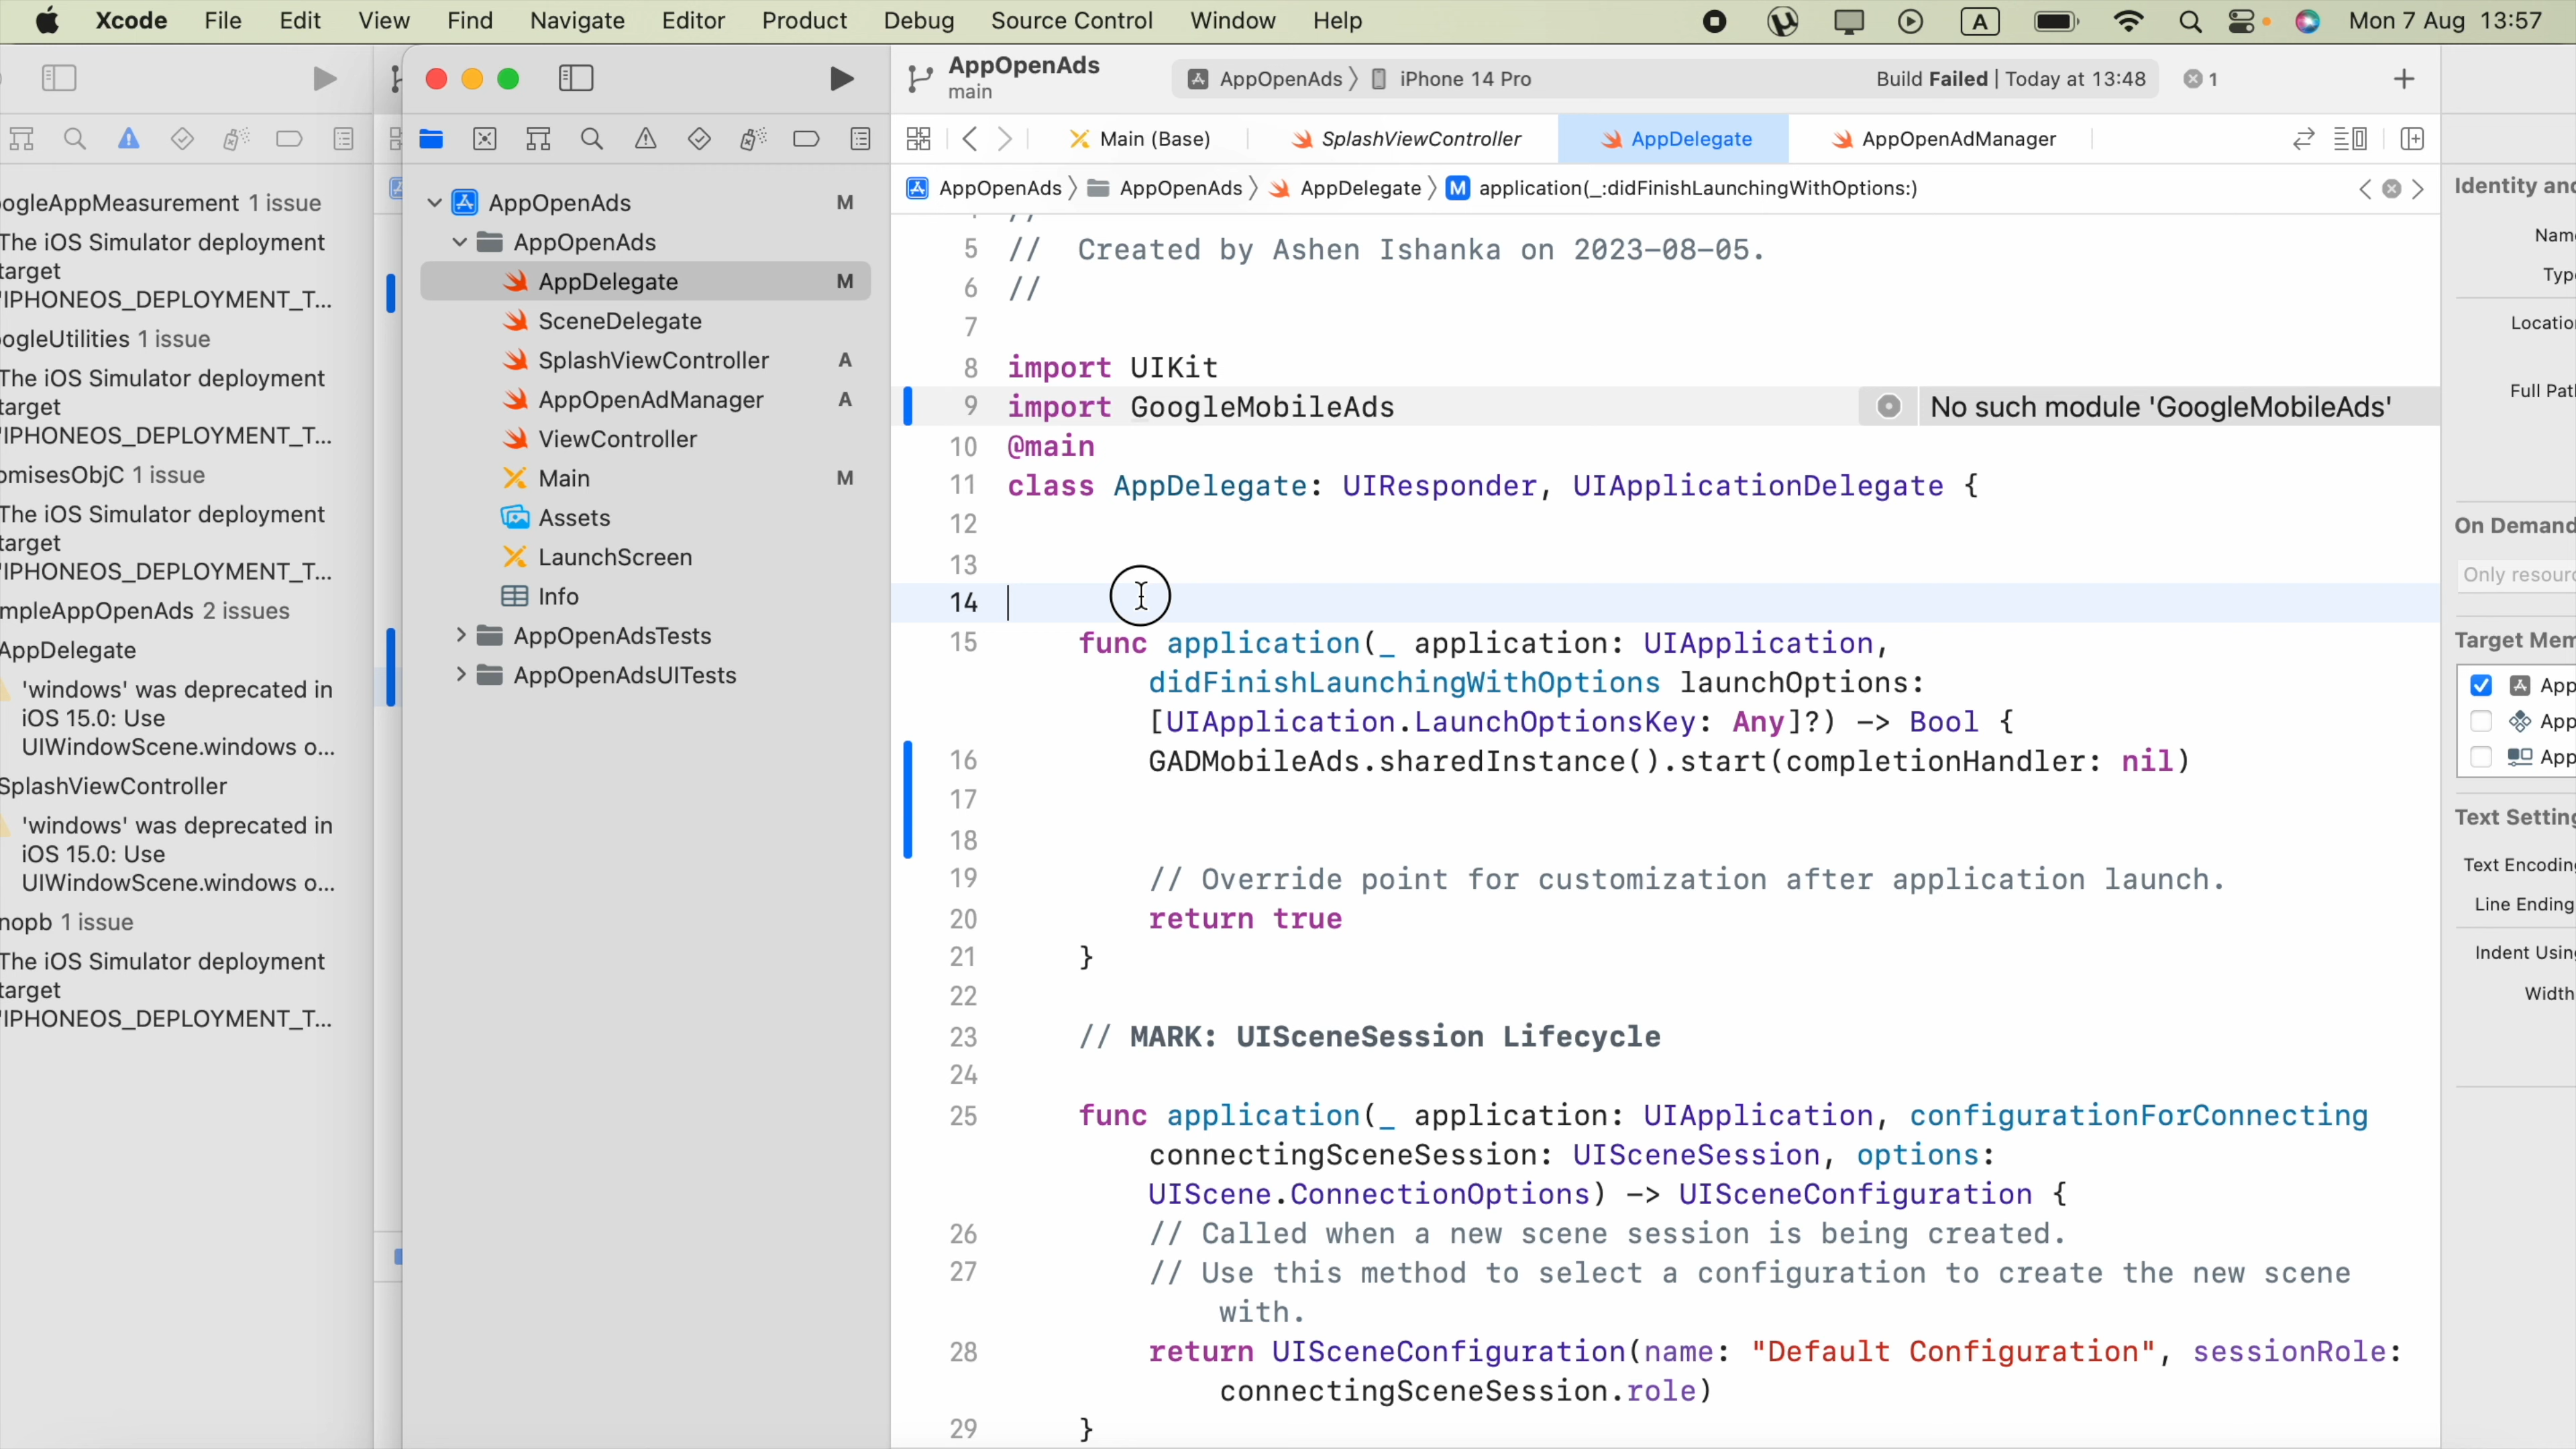 Xcode File Edit View Find Navigate Editor Product Debug Source Control Window Help A Mon 7 Aug 13:57
AppOpenAds
main
AppOpenAds iPhone 14 Pro Build Failed | Today at 13:48 1
Main (Base) SplashViewController AppDelegate AppOpenAdManager
AppOpenAds AppOpenAds AppDelegate M application(_:didFinishLaunchingWithOptions:)
ogleAppMeasurement 1 issue
The iOS Simulator deployment
target
'IPHONEOS_DEPLOYMENT_T...
ogleUtilities 1 issue
The iOS Simulator deployment
target
'IPHONEOS_DEPLOYMENT_T...
omisesObjC 1 issue
The iOS Simulator deployment
target
'IPHONEOS_DEPLOYMENT_T...
mpleAppOpenAds 2 issues
AppDelegate
'windows' was deprecated in
iOS 15.0: Use
UIWindowScene.windows o...
SplashViewController
'windows' was deprecated in
iOS 15.0: Use
UIWindowScene.windows o...
nopb 1 issue
The iOS Simulator deployment
target
'IPHONEOS_DEPLOYMENT_T...
AppOpenAds M
AppOpenAds
AppDelegate M
SceneDelegate
SplashViewController A
AppOpenAdManager A
ViewController
Main M
Assets
LaunchScreen
Info
AppOpenAdsTests
AppOpenAdsUITests
5 // Created by Ashen Ishanka on 2023-08-05.
6 //
7
8 import UIKit
9 import GoogleMobileAds No such module 'GoogleMobileAds'
10 @main
11 class AppDelegate: UIResponder, UIApplicationDelegate {
12
13
14
15 func application(_ application: UIApplication,
didFinishLaunchingWithOptions launchOptions:
[UIApplication.LaunchOptionsKey: Any]?) -> Bool {
16 GADMobileAds.sharedInstance().start(completionHandler: nil)
17
18
19 // Override point for customization after application launch.
20 return true
21 }
22
23 // MARK: UISceneSession Lifecycle
24
25 func application(_ application: UIApplication, configurationForConnecting
connectingSceneSession: UISceneSession, options:
UIScene.ConnectionOptions) -> UISceneConfiguration {
26 // Called when a new scene session is being created.
27 // Use this method to select a configuration to create the new scene
with.
28 return UISceneConfiguration(name: "Default Configuration", sessionRole:
connectingSceneSession.role)
29 }
Identity and
Name
Type
Location
Full Path
On Demand
Only resource
Target Mem
App
App
App
Text Setting
Text Encoding
Line Ending
Indent Using
Width